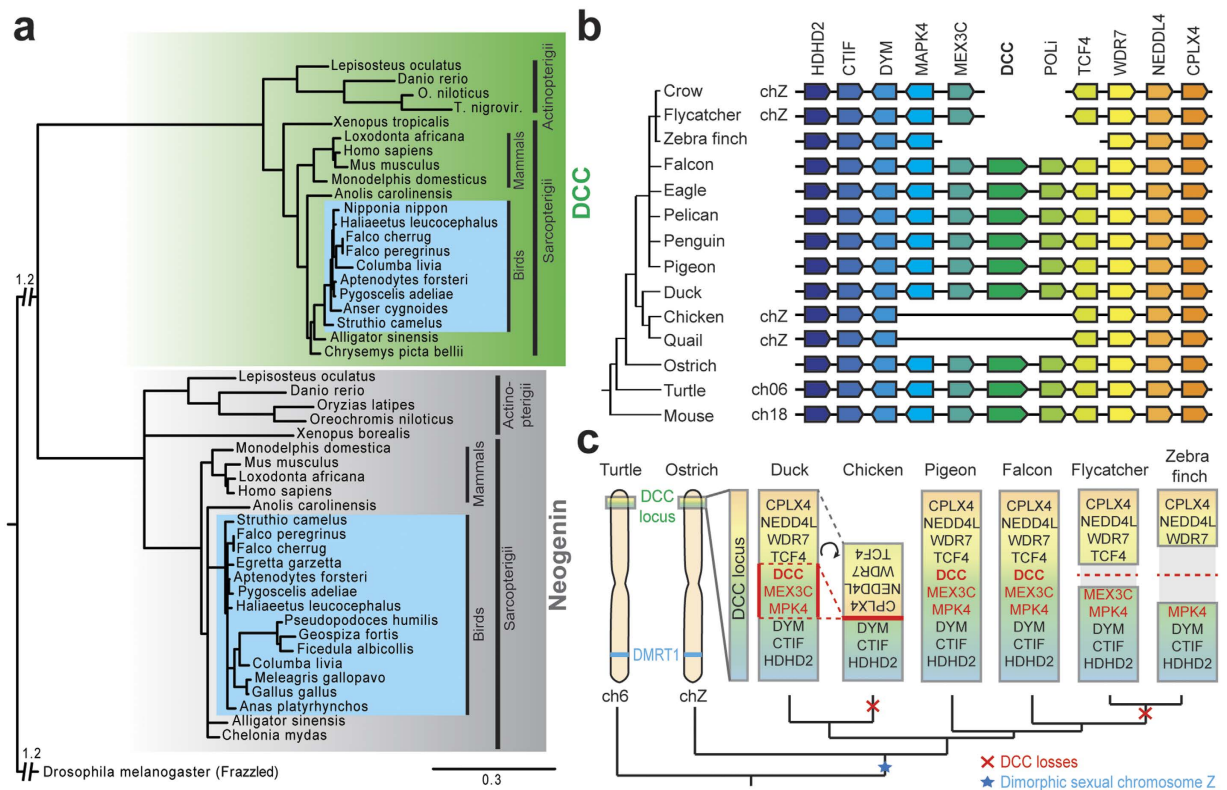 a
Lepisosteus oculatus
Danio rerio
O. niloticus
T. nigrovir.
Xenopus tropicalis
Loxodonta africana
Homo sapiens
Mus musculus
Monodelphis domesticus
Anolis carolinensis
Nipponia nippon
Haliaeetus leucocephalus
Falco cherrug
Falco peregrinus
Columba livia
Aptenodytes forsteri
Pygoscelis adeliae
Anser cygnoides
Struthio camelus
Alligator sinensis
Chrysemys picta bellii
Actinopterigii
Mammals
Birds
Sarcopterigii
DCC
1.2
Lepisosteus oculatus
Danio rerio
Oryzias latipes
Oreochromis niloticus
Xenopus borealis
Monodelphis domestica
Mus musculus
Loxodonta africana
Homo sapiens
Anolis carolinensis
Struthio camelus
Falco peregrinus
Falco cherrug
Egretta garzetta
Aptenodytes forsteri
Pygoscelis adeliae
Haliaeetus leucocephalus
Pseudopodoces humilis
Geospiza fortis
Ficedula albicollis
Columba livia
Meleagris gallopavo
Gallus gallus
Anas platyrhynchos
Alligator sinensis
Chelonia mydas
Actino-
pterigii
Mammals
Birds
Sarcopterigii
Neogenin
1.2
Drosophila melanogaster (Frazzled)
0.3
b
HDHD2
CTIF
DYM
MAPK4
MEX3C
DCC
POLi
TCF4
WDR7
NEDDL4
CPLX4
Crow chZ
Flycatcher chZ
Zebra finch
Falcon
Eagle
Pelican
Penguin
Pigeon
Duck
Chicken chZ
Quail chZ
Ostrich
Turtle ch06
Mouse ch18
c
Turtle
Ostrich
Duck
Chicken
Pigeon
Falcon
Flycatcher
Zebra
finch
DCC
locus
DMRT1
ch6
chZ
DCC locus
CPLX4
NEDD4L
WDR7
TCF4
DCC
MEX3C
MPK4
DYM
CTIF
HDHD2
TCF4
WDR7
NEDD4L
CPLX4
DYM
CTIF
HDHD2
CPLX4
NEDD4L
WDR7
TCF4
DCC
MEX3C
MPK4
DYM
CTIF
HDHD2
CPLX4
NEDD4L
WDR7
TCF4
DCC
MEX3C
MPK4
DYM
CTIF
HDHD2
CPLX4
NEDD4L
WDR7
TCF4
MEX3C
MPK4
DYM
CTIF
HDHD2
CPLX4
NEDD4L
WDR7
MPK4
DYM
CTIF
HDHD2
DCC losses
Dimorphic sexual chromosome Z